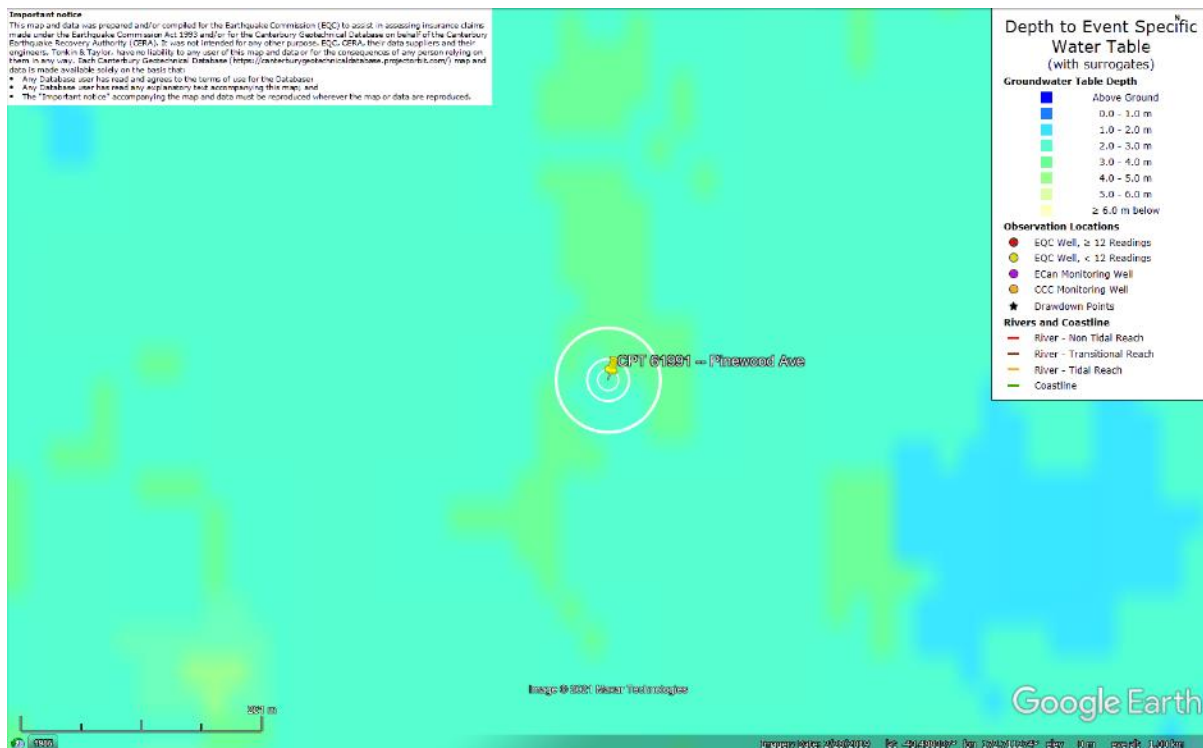 Important notice
This map and data was prepared and/or compiled for the Earthquake Commission (EQC) to assist in assessing insurance claims
made under the Earthquake Commission Act 1993 and/or for the Canterbury Geotechnical Database on behalf of the Canterbury
Earthquake Recovery Authority (CERA). It was not intended for any other purpose. EQC, CERA, their data suppliers and their
engineers, Tonkin & Taylor, have no liability to any user of this map and data or for the consequences of any person relying on
them in any way. Each Canterbury Geotechnical Database (https://canterburygeotechnicaldatabase.projectorbit.com/) map and
data is made available solely on the basis that:
• Any Database user has read and agrees to the terms of use for the Database;
• Any Database user has read any explanatory text accompanying this map; and
• The "Important notice" accompanying the map and data must be reproduced wherever the map or data are reproduced.
Depth to Event Specific
Water Table
(with surrogates)
Groundwater Table Depth
Above Ground
0.0 - 1.0 m
1.0 - 2.0 m
2.0 - 3.0 m
3.0 - 4.0 m
4.0 - 5.0 m
5.0 - 6.0 m
≥ 6.0 m below
Observation Locations
EQC Well, ≥ 12 Readings
EQC Well, < 12 Readings
ECan Monitoring Well
CCC Monitoring Well
Drawdown Points
Rivers and Coastline
River - Non Tidal Reach
River - Transitional Reach
River - Tidal Reach
Coastline
CPT 61991 -- Pinewood Ave
Image © 2021 Maxar Technologies
Google Earth